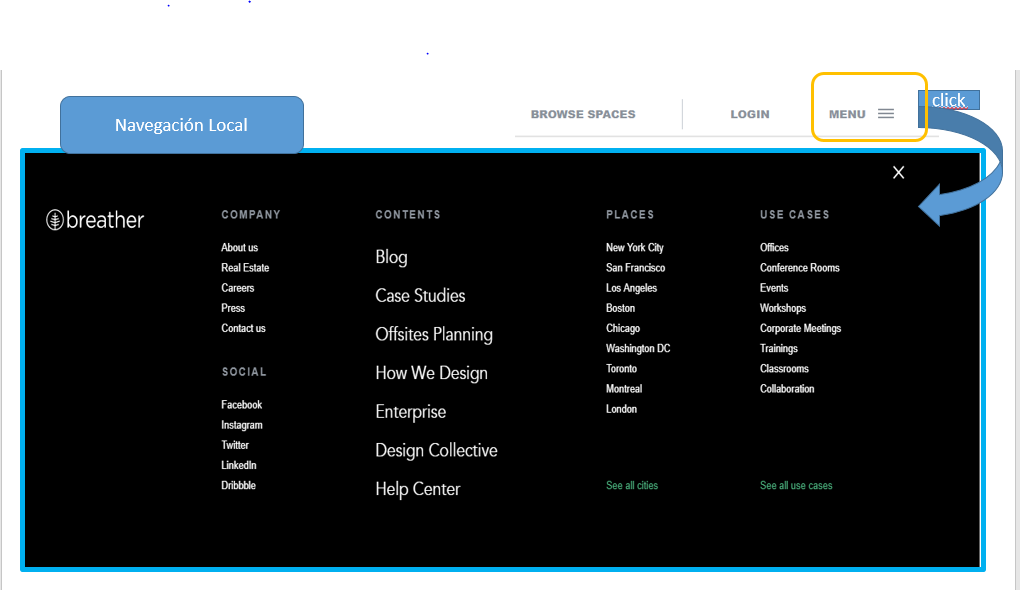 Navegación Local
BROWSE SPACES
LOGIN
MENU
click
X
breather
COMPANY
About us
Real Estate
Careers
Press
Contact us
SOCIAL
Facebook
Instagram
Twitter
LinkedIn
Dribbble
CONTENTS
Blog
Case Studies
Offsites Planning
How We Design
Enterprise
Design Collective
Help Center
PLACES
New York City
San Francisco
Los Angeles
Boston
Chicago
Washington DC
Toronto
Montreal
London
See all cities
USE CASES
Offices
Conference Rooms
Events
Workshops
Corporate Meetings
Trainings
Classrooms
Collaboration
See all use cases